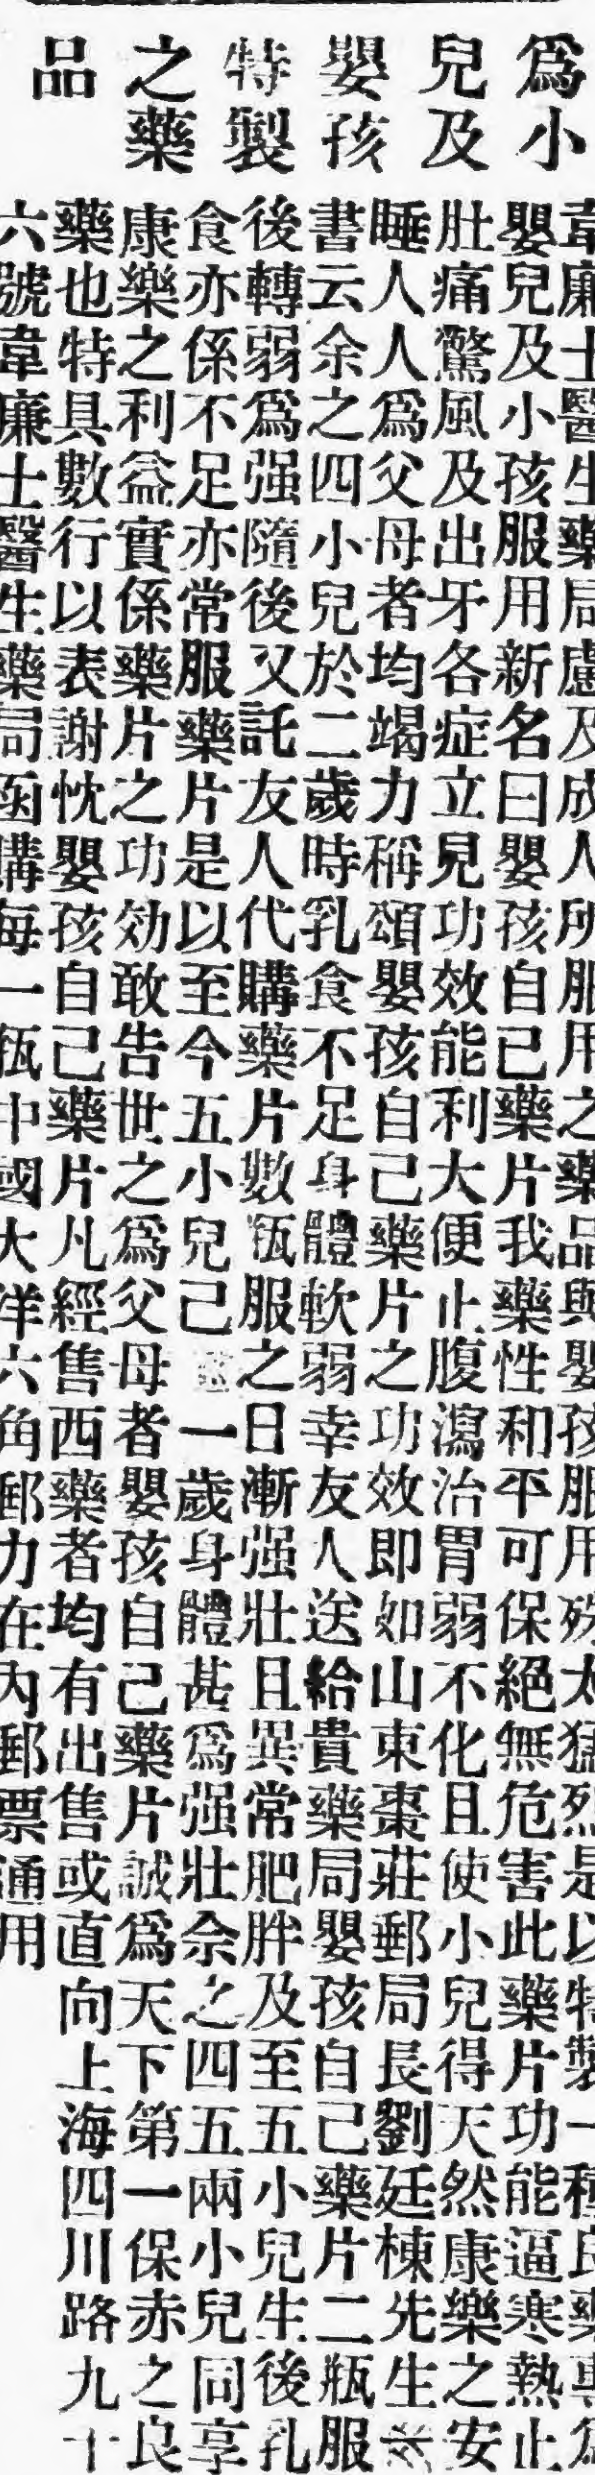 爲小
兒及
嬰孩
特製
之藥
品
韋廉士醫生藥局慮及成人所服用之藥品與嬰孩服用殊太猛烈是以特製一種良藥專爲
嬰兒及小孩服用新名曰嬰孩自己藥片我藥性和平可保絕無危害此藥片功能逼寒熱止
肚痛驚風及出牙各症立見功效能利大便止腹瀉治胃弱不化且使小兒得天然康樂之安
睡人人爲父母者均竭力稱頌嬰孩自己藥片之功效即如山東棗莊郵局長劉廷棟先生來
書云余之四小兒於二歲時乳食不足身體軟弱幸友人送給貴藥局嬰孩自己藥片二瓶服
後轉弱爲强隨後又託友人代購藥片數瓶服之日漸强壯且異常肥胖及至五小兒生後乳
食亦係不足亦常服藥片是以至今五小兒己一歲身體甚爲强壯余之四五兩小兒同享
康樂之利益實係藥片之功効敢告世之爲父母者嬰孩自己藥片誠爲天下第一保赤之良
藥也特具數行以表謝忱嬰孩自己藥片凡經售西藥者均有出售或直向上海四川路九十
六號韋廉士醫生藥局函購每一瓶中國大洋六角郵力在內郵票通用